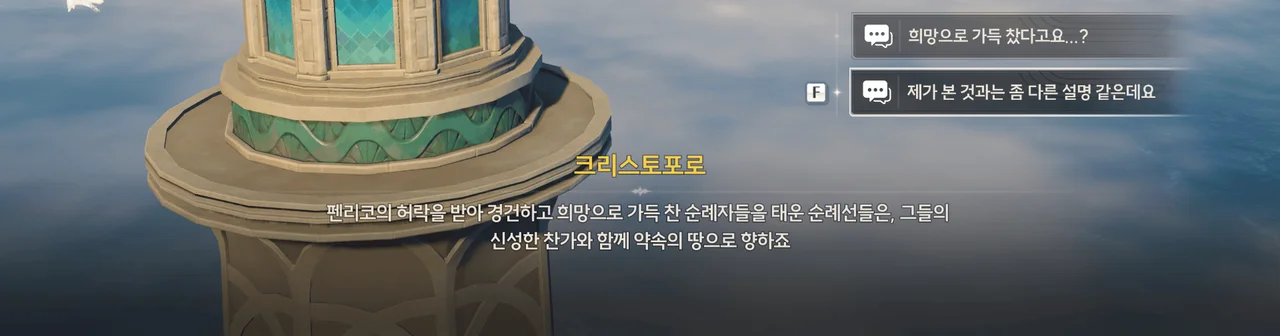 희망으로 가득 찼다고요...?
F
제가 본 것과는 좀 다른 설명 같은데요
크리스토포로
펜리코의 허락을 받아 경건하고 희망으로 가득 찬 순례자들을 태운 순례선들은, 그들의
신성한 찬가와 함께 약속의 땅으로 향하죠